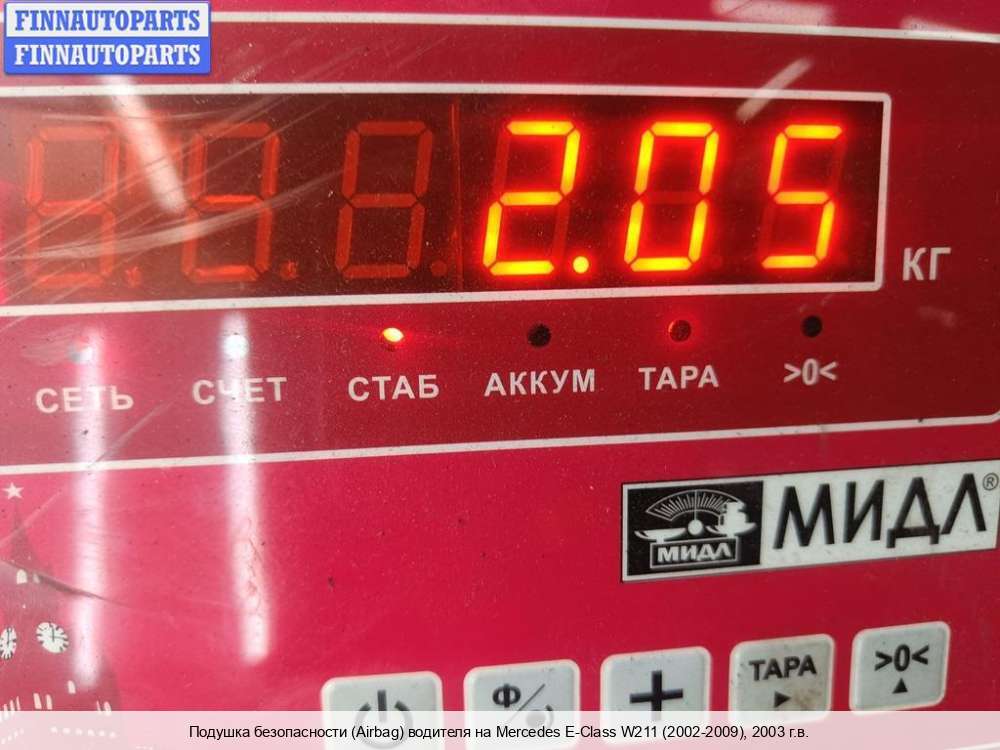 FINNAUTOPARTS
FINNAUTOPARTS
2.05
КГ
СЕТЬ СЧЕТ СТАБ АККУМ ТАРА >0<
МИДЛ МИДЛ®
Ф/
+
ТАРА
>0<
Подушка безопасности (Airbag) водителя на Mercedes E-Class W211 (2002-2009), 2003 г.в.